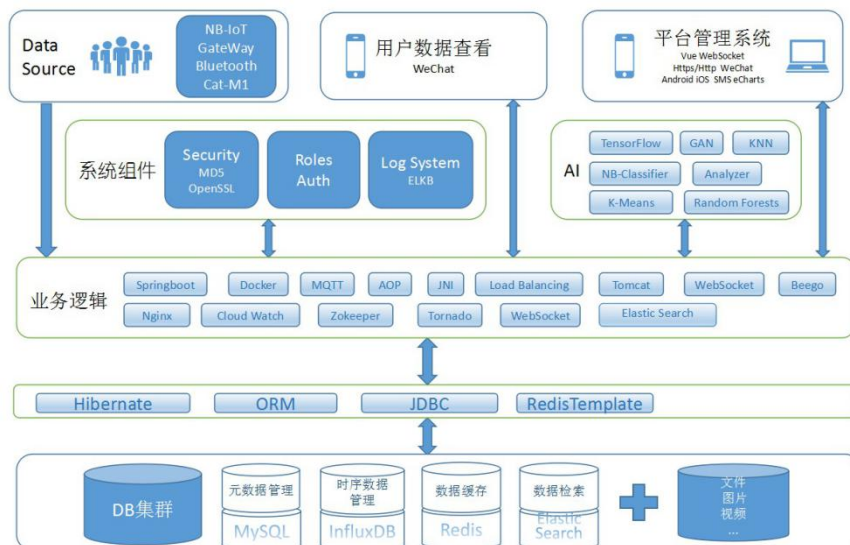 Data
Source
NB-IoT
GateWay
Bluetooth
Cat-M1
用户数据查看
WeChat
平台管理系统
Vue WebSocket
Https/Http WeChat
Android iOS SMS eCharts
系统组件
Security
MD5
OpenSSL
Roles
Auth
Log System
ELKB
AI
TensorFlow GAN KNN
NB-Classifier Analyzer
K-Means Random Forests
业务逻辑
Springboot Docker MQTT AOP JNI Load Balancing Tomcat WebSocket Beego
Nginx Cloud Watch Zokeeper Tornado WebSocket Elastic Search
Hibernate ORM JDBC RedisTemplate
DB集群
元数据管理
MySQL
时序数据
管理
InfluxDB
数据缓存
Redis
数据检索
Elastic
Search
文件
图片
视频
...